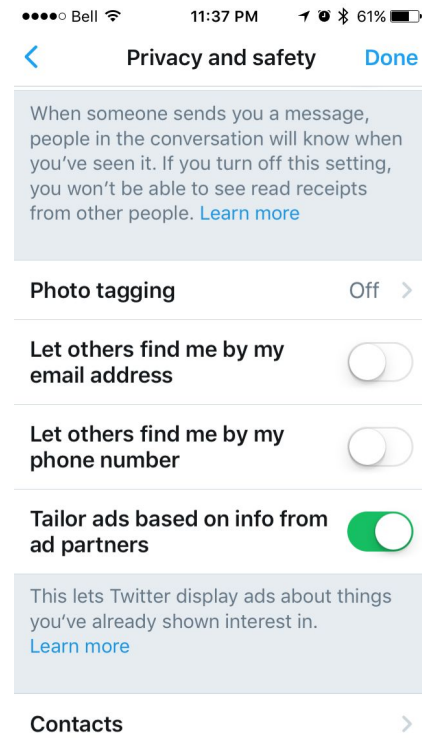 Bell 11:37 PM 61%
Privacy and safety Done
When someone sends you a message,
people in the conversation will know when
you’ve seen it. If you turn off this setting,
you won’t be able to see read receipts
from other people. Learn more
Photo tagging Off
Let others find me by my
email address
Let others find me by my
phone number
Tailor ads based on info from
ad partners
This lets Twitter display ads about things
you’ve already shown interest in.
Learn more
Contacts